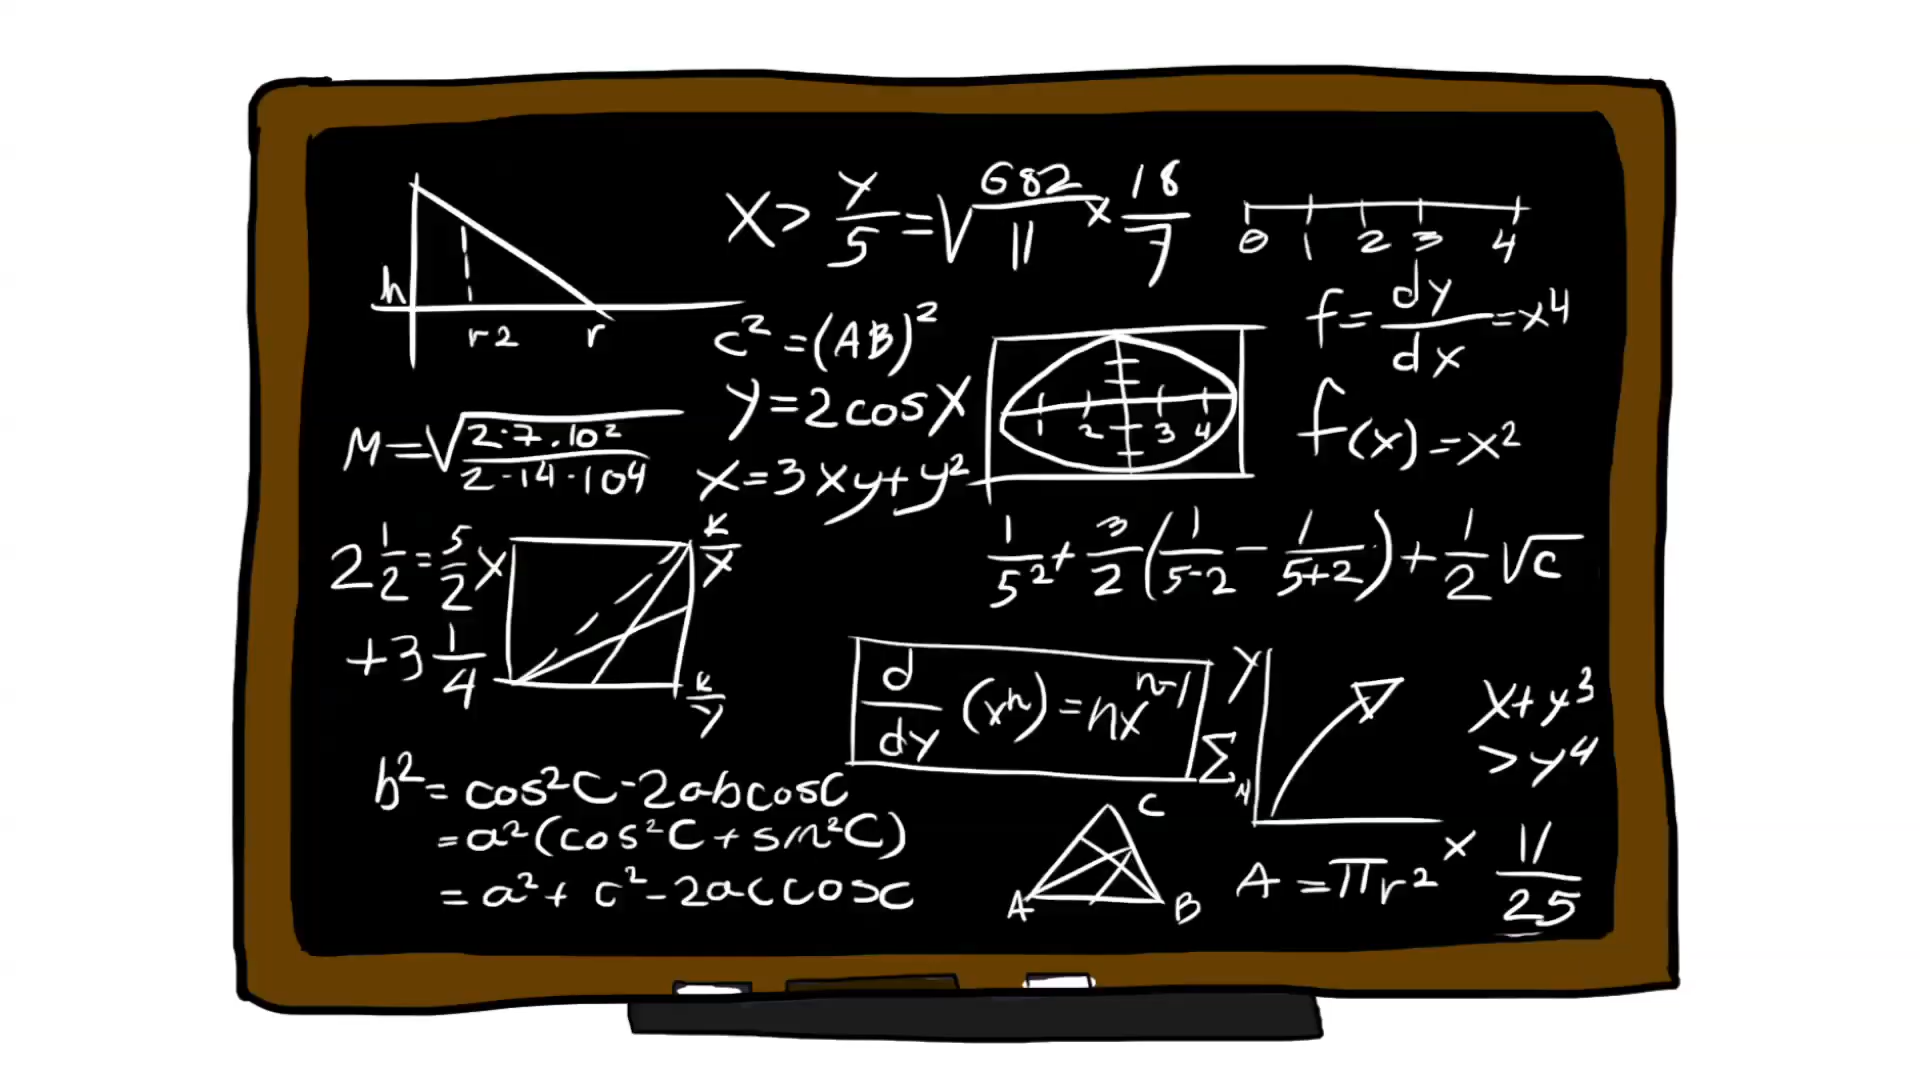 X > Y/5 = √682/11 × 18/7
0 1 2 3 4
h
r2 r
c² = (AB)²
f = dy/dx = x⁴
y = 2cosX
f(x) = x²
1 2 3 4
M = √2·7·10²/2-14·104
x = 3xy + y²
2 1/2 = 5/2 x
+3 1/4
K/X
K/Y
1/5² + 3/2 (1/5-2 - 1/5+2) + 1/2 √c
d/dy (xⁿ) = nxⁿ⁻¹
Y
Σ
N
x
x + y³
> y⁴
b² = cos²C - 2abcosC
= a² (cos²C + sin²C)
= a² + c² - 2accosc
C
A B
A = πr²
11/25